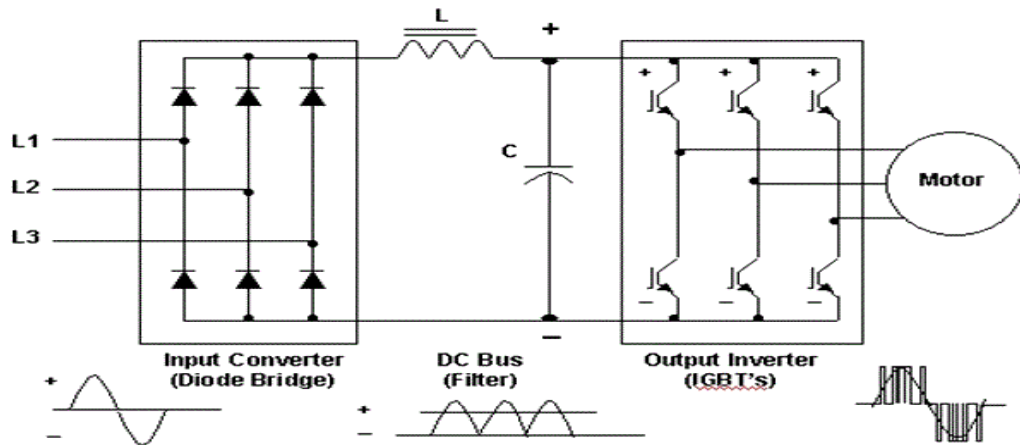 L
+
L1
L2
L3
C
+ + +
Motor
− − −
−
Input Converter
(Diode Bridge)
DC Bus
(Filter)
Output Inverter
(IGBT's)
+
−
+
−